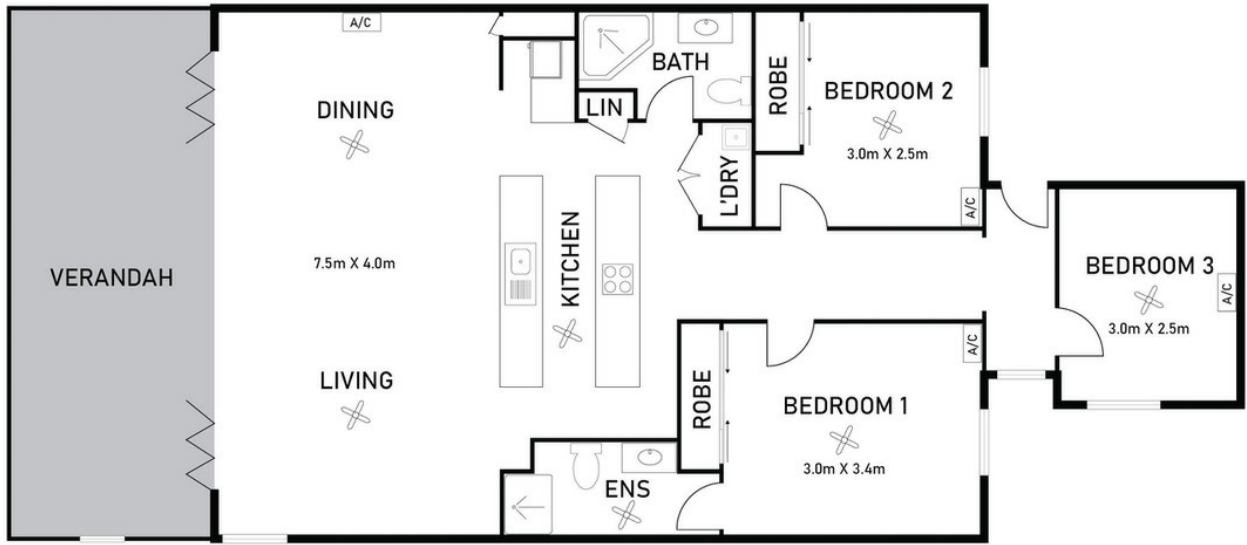 A/C
DINING
7.5m X 4.0m
LIVING
VERANDAH
KITCHEN
BATH
LIN
L'DRY
ROBE
BEDROOM 2
3.0m X 2.5m
A/C
BEDROOM 3
3.0m X 2.5m
A/C
ROBE
BEDROOM 1
3.0m X 3.4m
A/C
ENS